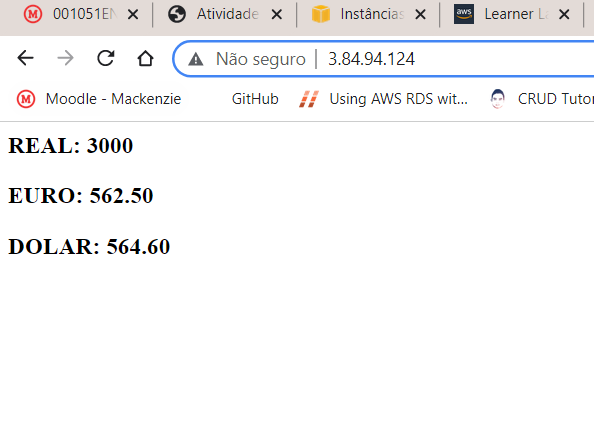 001051EN
Atividade
Instâncias
aws
Learner L
Não seguro
3.84.94.124
M
Moodle - Mackenzie
GitHub
Using AWS RDS wit...
CRUD Tutor
REAL: 3000
EURO: 562.50
DOLAR: 564.60